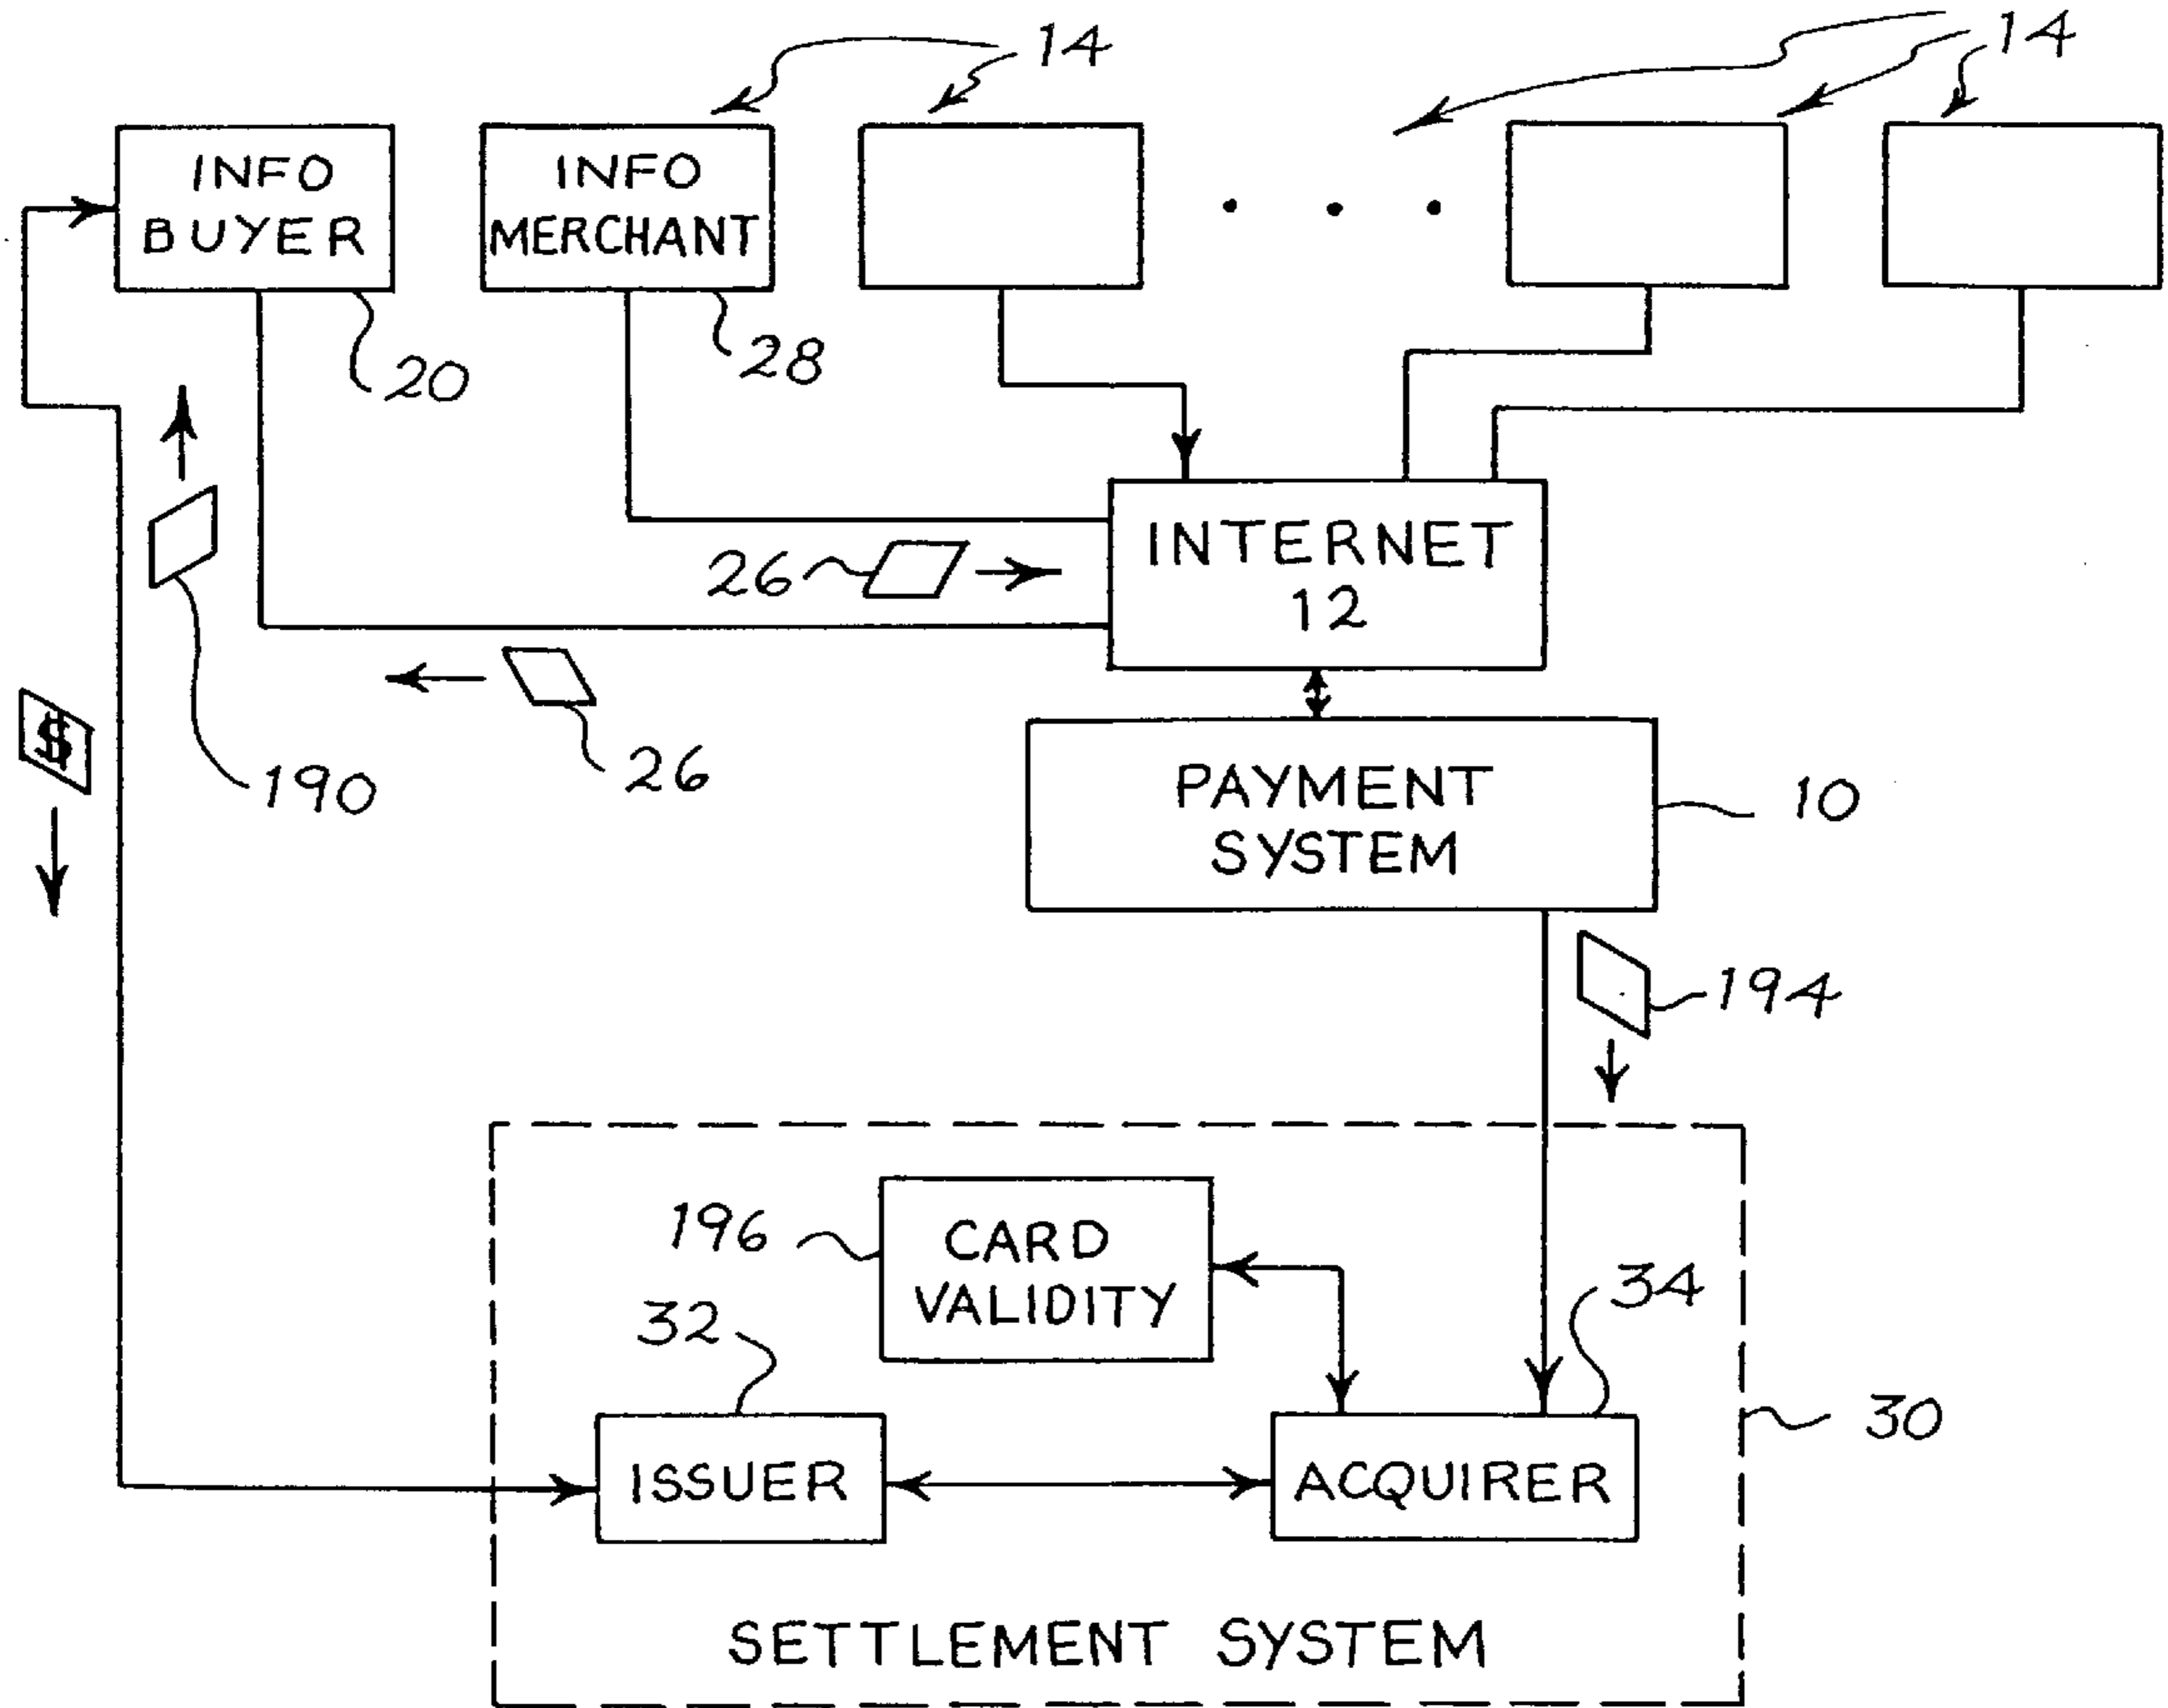 14
14
INFO
BUYER
INFO
MERCHANT
20
28
26
INTERNET
12
$
190
26
PAYMENT
SYSTEM
10
194
196
CARD
VALIDITY
32
34
30
ISSUER
ACQUIRER
SETTLEMENT SYSTEM